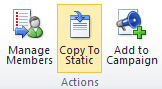 Manage Members
Copy To Static
Add to Campaign
Actions